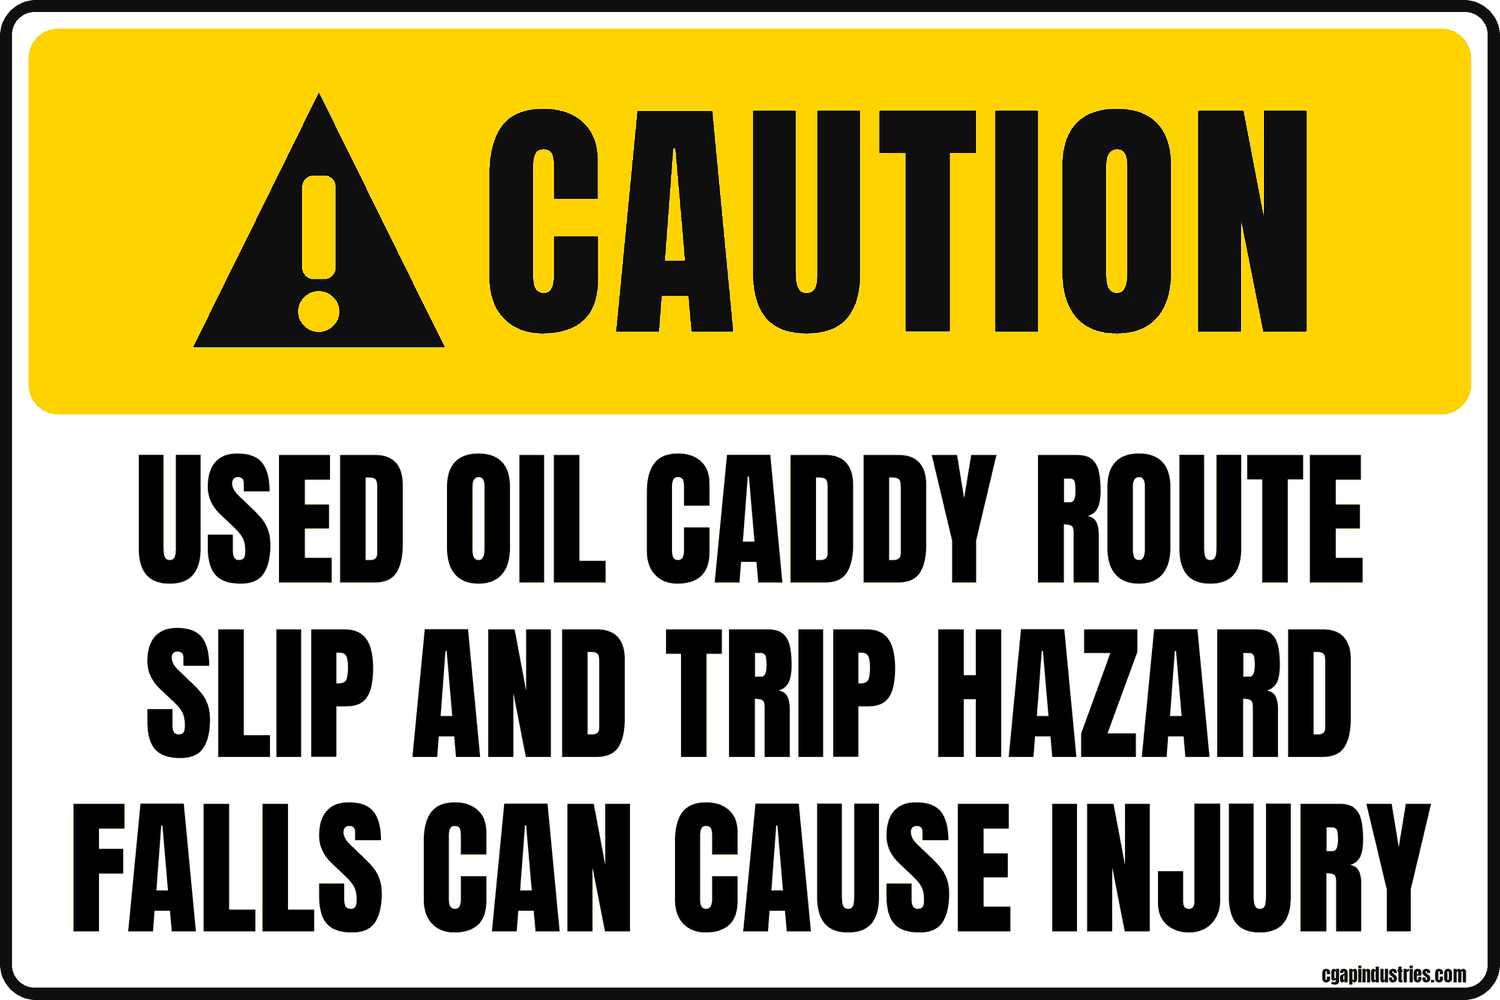 CAUTION
USED OIL CADDY ROUTE
SLIP AND TRIP HAZARD
FALLS CAN CAUSE INJURY
cgapindustries.com